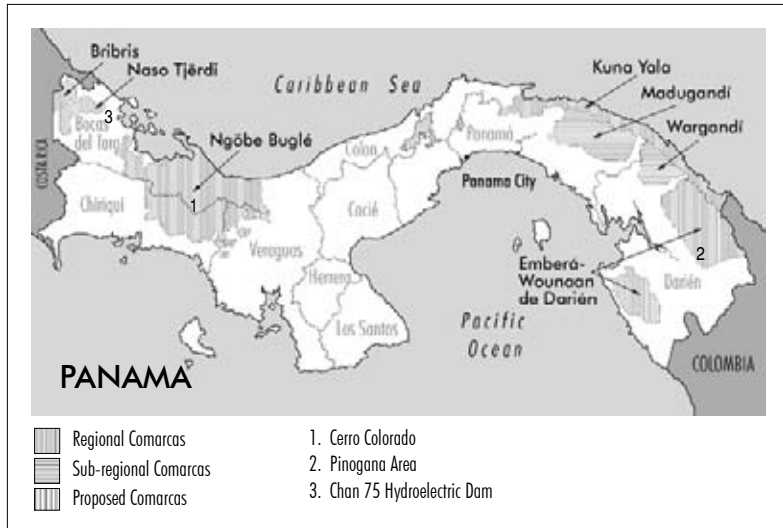 Bribris
Naso Tjërdi
3
Bocas
del Toro
Ngöbe Buglé
Caribbean Sea
Kuna Yala
Madugandí
Wargandí
COSTA RICA
Chiriquí
1
Veraguas
Colon
Coclé
Herrera
Los Santos
Panamá
Panama City
Emberá-
Wounaan
de Darién
2
Darién
Pacific
Ocean
COLOMBIA
PANAMA
Regional Comarcas
Sub-regional Comarcas
Proposed Comarcas
1. Cerro Colorado
2. Pinogana Area
3. Chan 75 Hydroelectric Dam